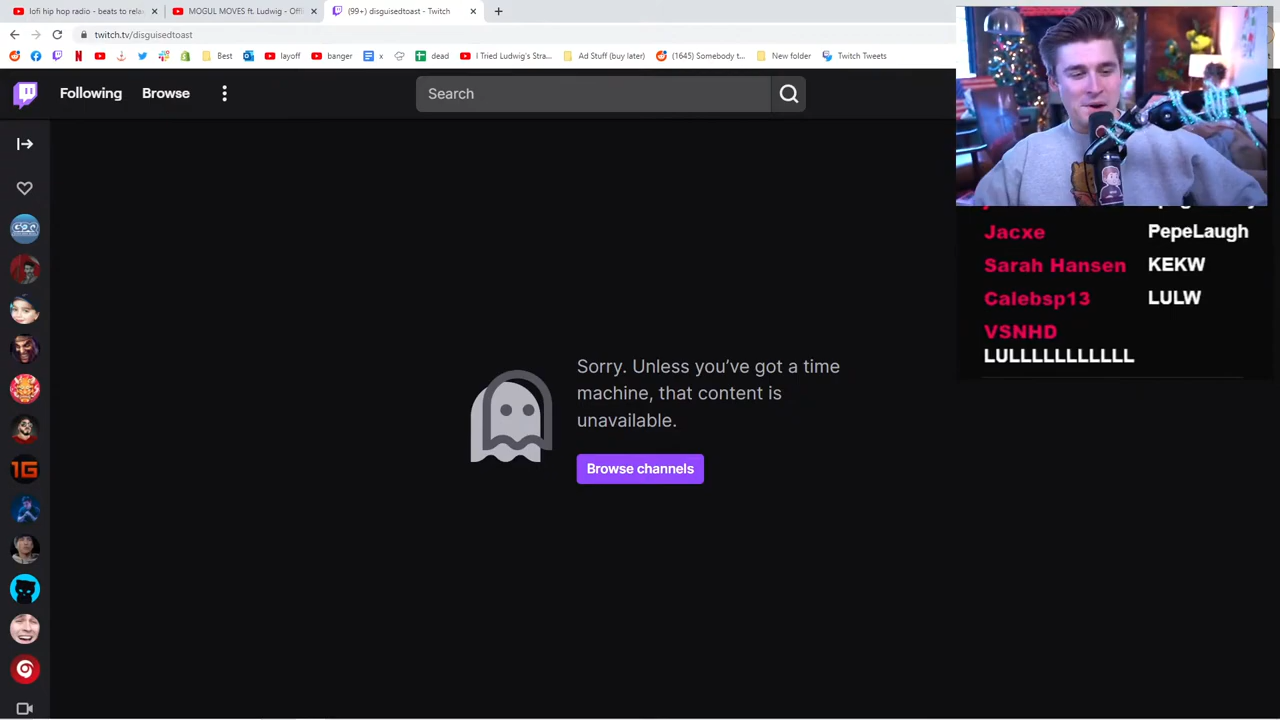 lofi hip hop radio - beats to rela
MOGUL MOVES ft. Ludwig - Offi
(99+) disguisedtoast - Twitch
twitch.tv/disguisedtoast
Best
layoff
banger
x
dead
I Tried Ludwig's Stra...
Ad Stuff (buy later)
(1645) Somebody t...
New folder
Twitch Tweets
Following
Browse
Search
Jacxe PepeLaugh
Sarah Hansen KEKW
Calebsp13 LULW
VSNHD
LULLLLLLLLLLL
Sorry. Unless you've got a time
machine, that content is
unavailable.
Browse channels
1G